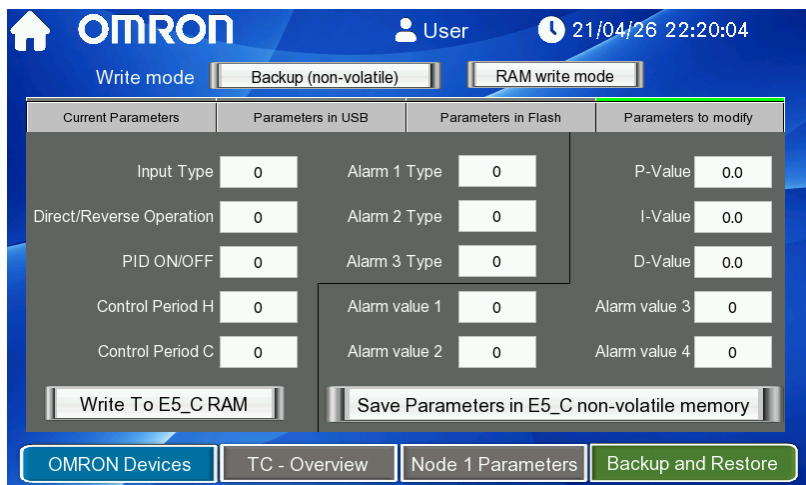 OMRON User 21/04/26 22:20:04
Write mode Backup (non-volatile) RAM write mode
Current Parameters Parameters in USB Parameters in Flash Parameters to modify
Input Type 0 Alarm 1 Type 0 P-Value 0.0
Direct/Reverse Operation 0 Alarm 2 Type 0 I-Value 0.0
PID ON/OFF 0 Alarm 3 Type 0 D-Value 0.0
Control Period H 0 Alarm value 1 0 Alarm value 3 0
Control Period C 0 Alarm value 2 0 Alarm value 4 0
Write To E5_C RAM Save Parameters in E5_C non-volatile memory
OMRON Devices TC - Overview Node 1 Parameters Backup and Restore